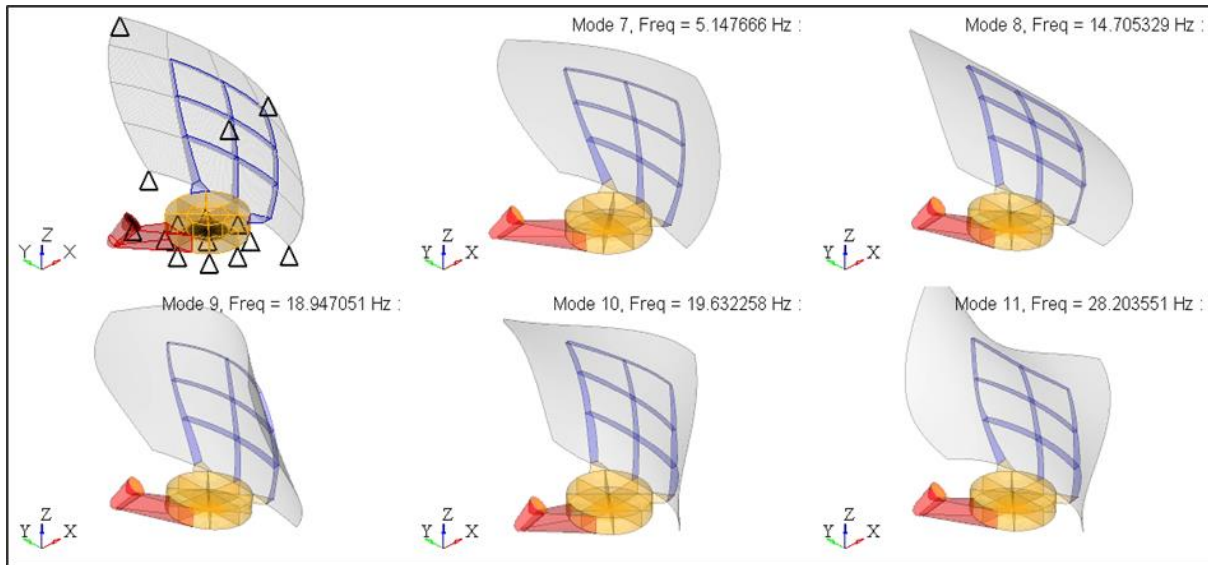 Mode 7, Freq = 5.147666 Hz :
Mode 8, Freq = 14.705329 Hz :
Z
Y X
Z
Y X
Z
Y X
Mode 9, Freq = 18.947051 Hz :
Mode 10, Freq = 19.632258 Hz :
Mode 11, Freq = 28.203551 Hz :
Z
Y X
Z
Y X
Z
Y X